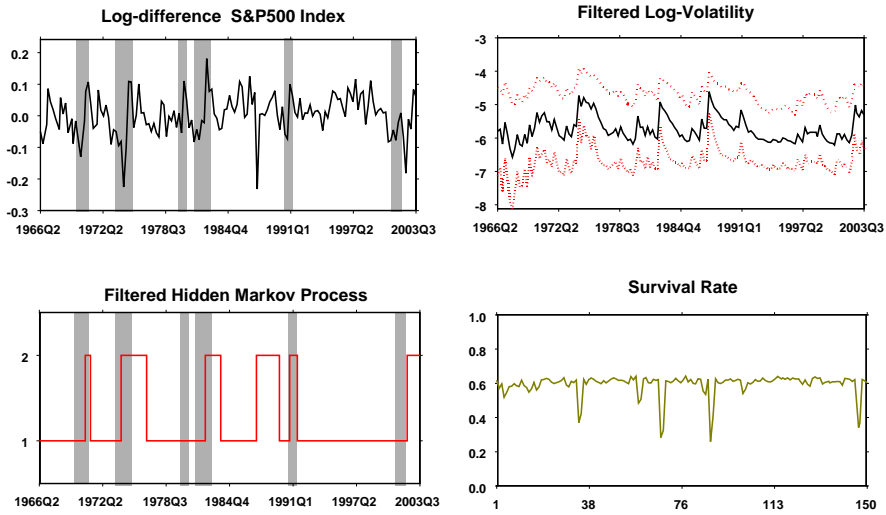 Log-difference S&P500 Index
0.2
0.1
0.0
-0.1
-0.2
-0.3
1966Q2 1972Q2 1978Q3 1984Q4 1991Q1 1997Q2 2003Q3
Filtered Log-Volatility
-3
-4
-5
-6
-7
-8
1966Q2 1972Q2 1978Q3 1984Q4 1991Q1 1997Q2 2003Q3
Filtered Hidden Markov Process
2
1
1966Q2 1972Q2 1978Q3 1984Q4 1991Q1 1997Q2 2003Q3
Survival Rate
1.0
0.8
0.6
0.4
0.2
0.0
1 38 76 113 150